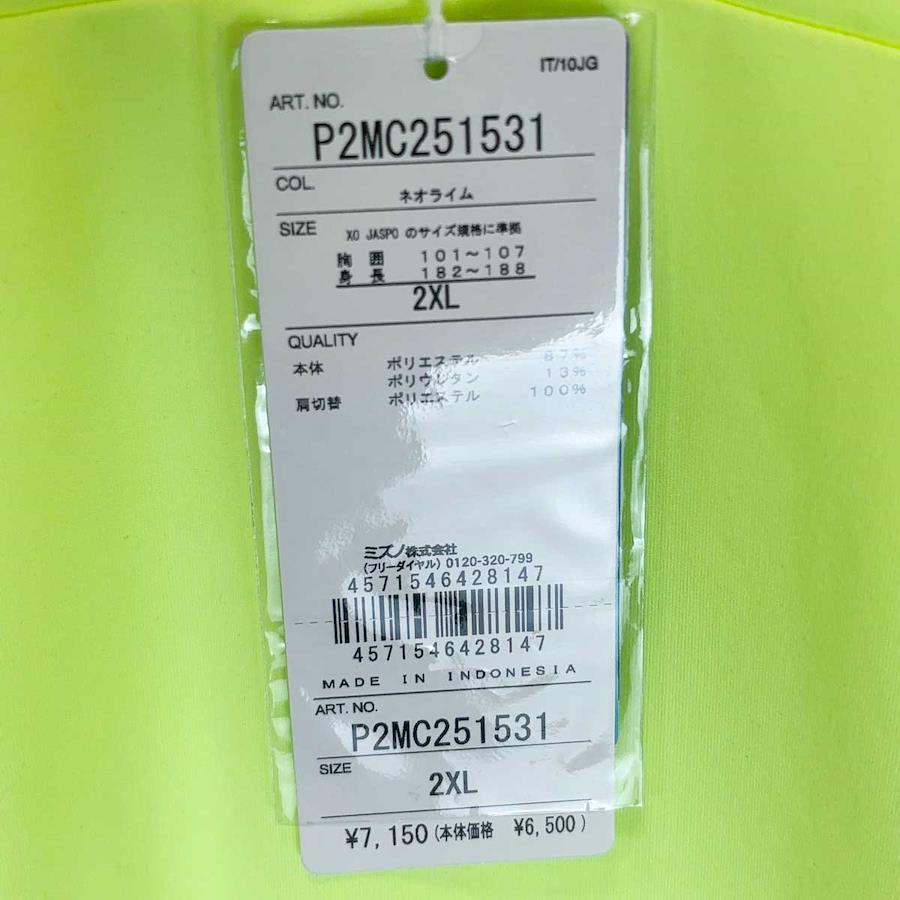 IT/10JG
ART. NO.
P2MC251531
COL.
ネオライム
SIZE
XO JASPO のサイズ規格に準拠
胸 囲 101～107
身 長 182～188
2XL
QUALITY
本体 ポリエステル 87%
ポリウレタン 13%
肩切替 ポリエステル 100%
ミズノ株式会社
(フリーダイヤル) 0120-320-799
4571546428147
4571546428147
MADE IN INDONESIA
ART. NO.
P2MC251531
SIZE
2XL
¥7,150 (本体価格 ¥6,500)